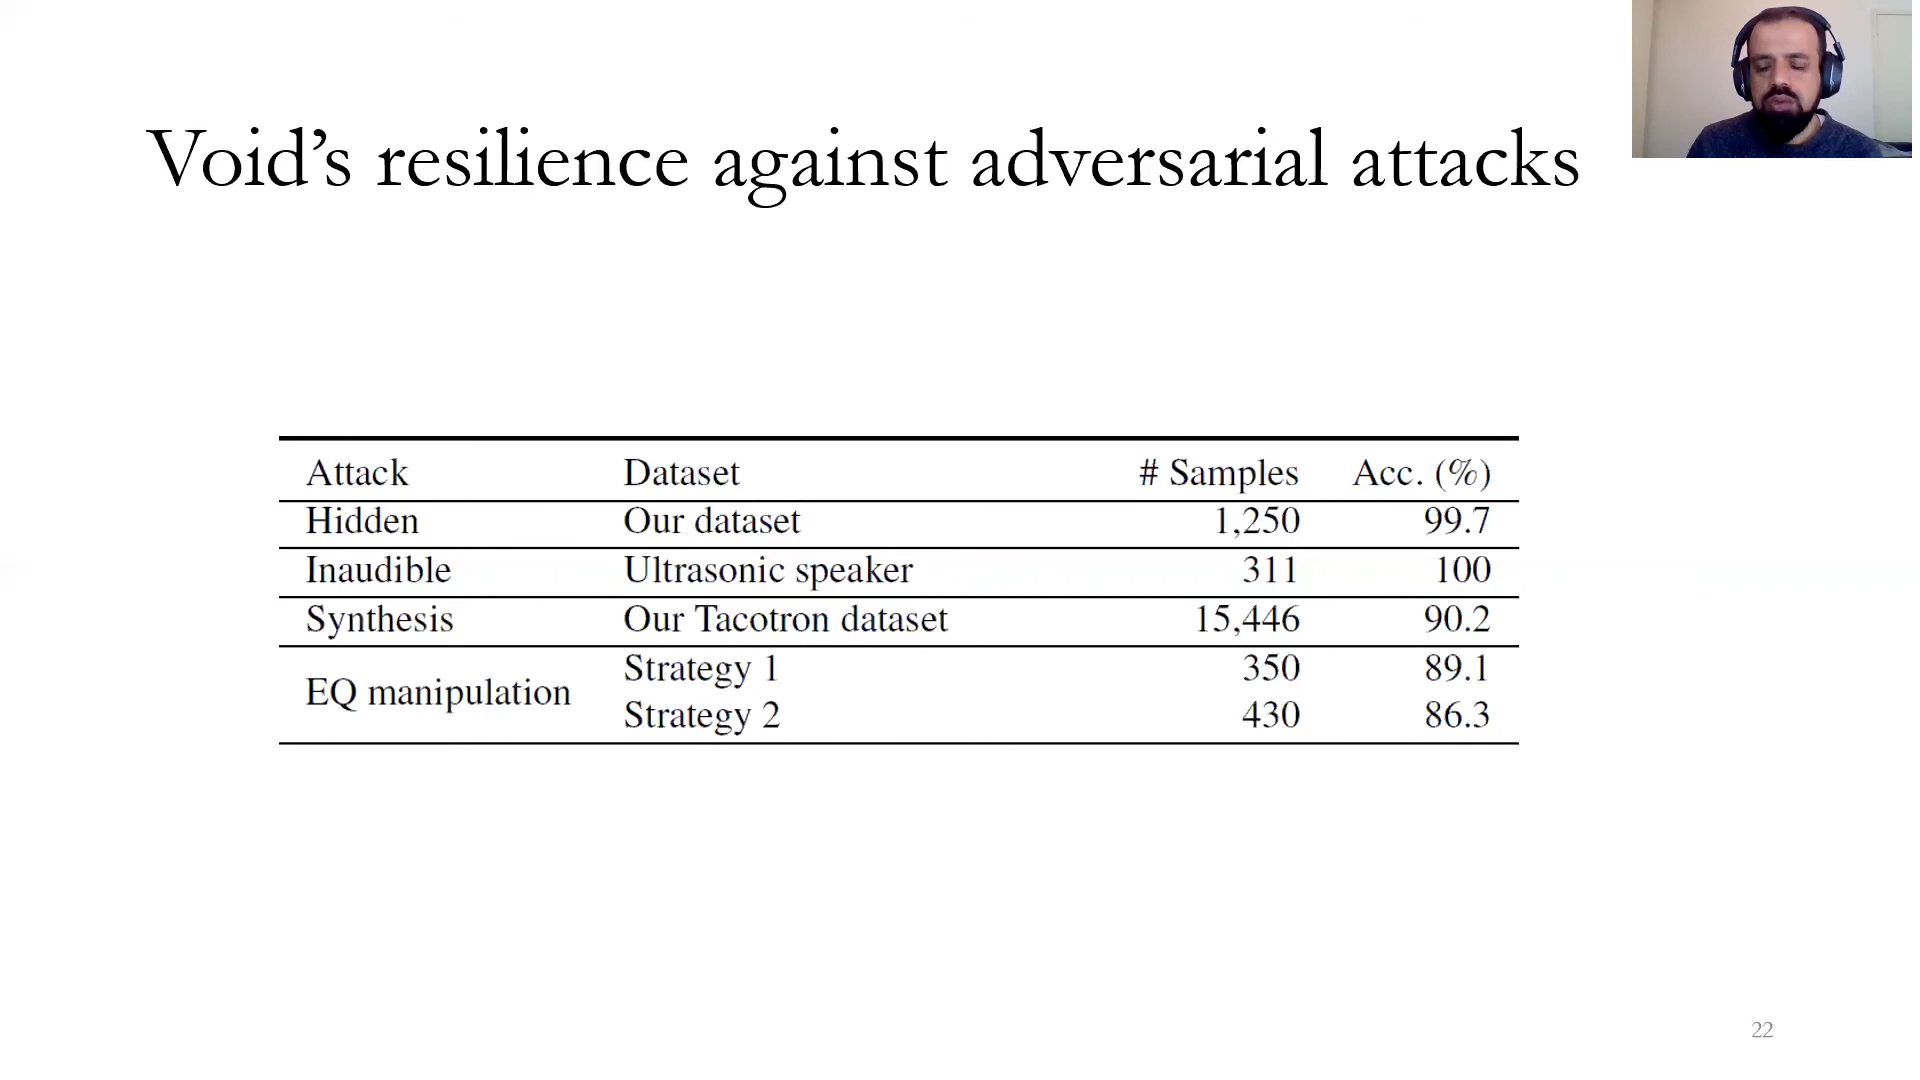 Void’s resilience against adversarial attacks
Attack Dataset # Samples Acc. (%)
Hidden Our dataset 1,250 99.7
Inaudible Ultrasonic speaker 311 100
Synthesis Our Tacotron dataset 15,446 90.2
EQ manipulation
Strategy 1 350 89.1
Strategy 2 430 86.3
22